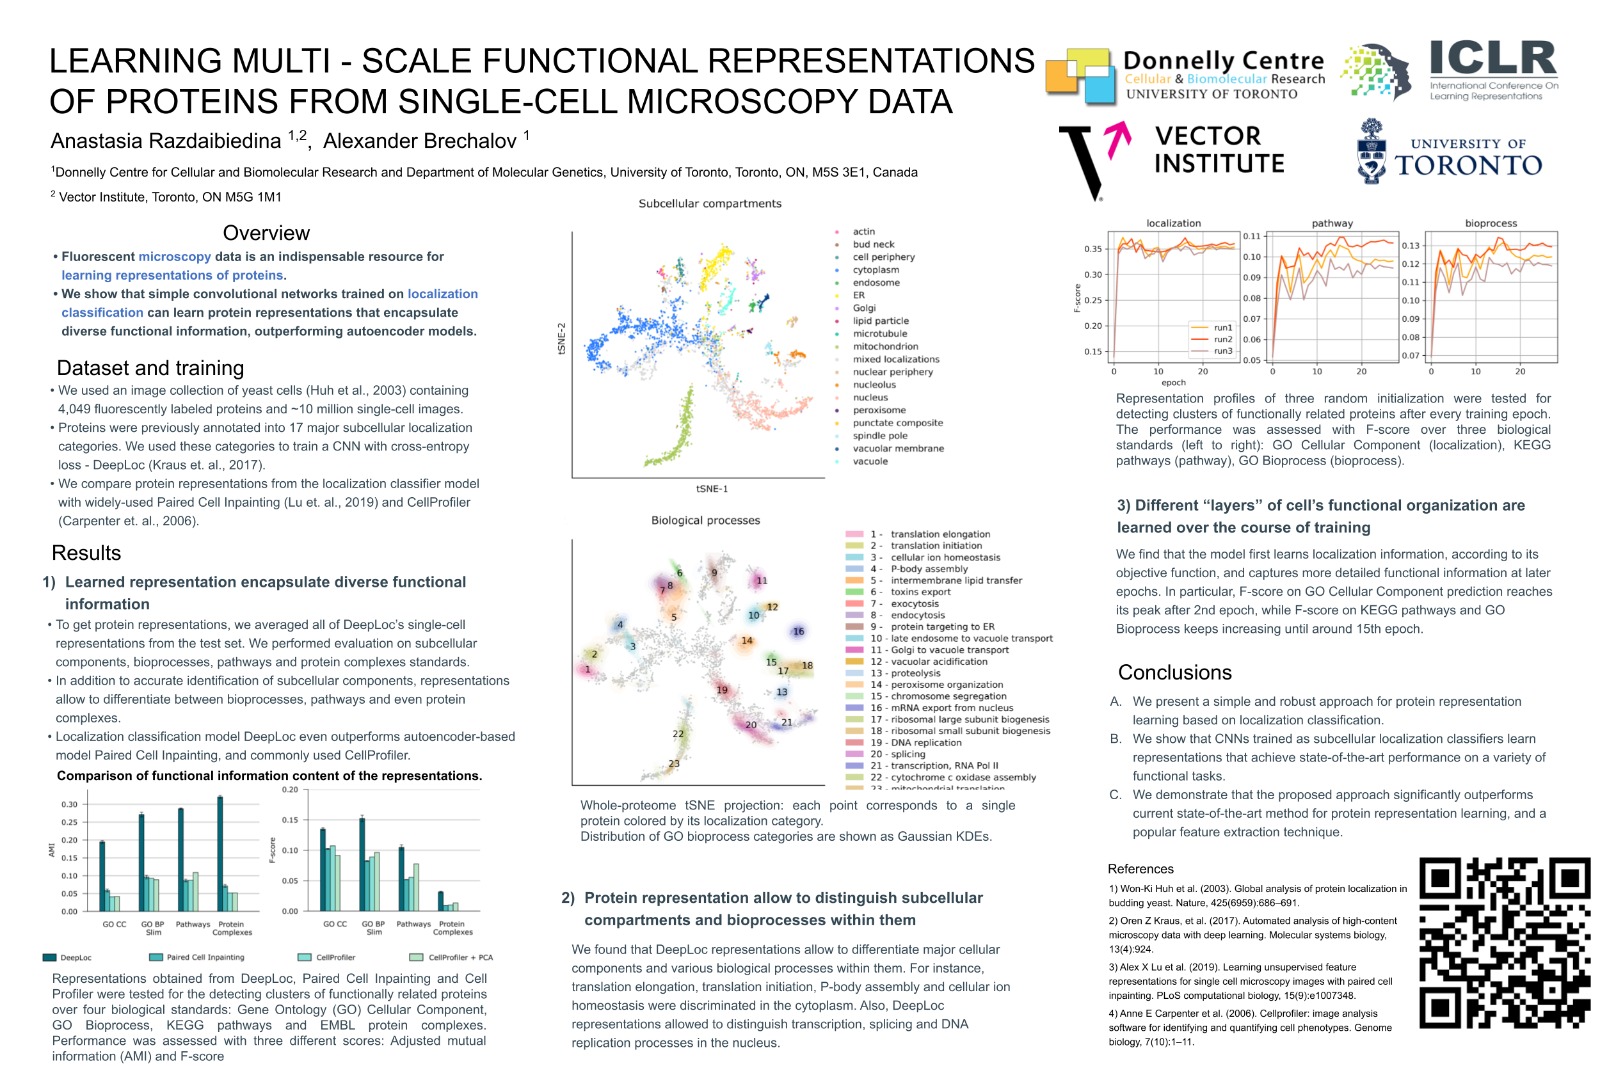 LEARNING MULTI - SCALE FUNCTIONAL REPRESENTATIONS
OF PROTEINS FROM SINGLE-CELL MICROSCOPY DATA
Anastasia Razdaibiedina 1,2, Alexander Brechalov 1
1Donnelly Centre for Cellular and Biomolecular Research and Department of Molecular Genetics, University of Toronto, Toronto, ON, M5S 3E1, Canada
2 Vector Institute, Toronto, ON M5G 1M1
Donnelly Centre
Cellular & Biomolecular Research
UNIVERSITY OF TORONTO
ICLR
International Conference On
Learning Representations
VECTOR
INSTITUTE
UNIVERSITY OF
TORONTO
Overview
• Fluorescent microscopy data is an indispensable resource for
learning representations of proteins.
• We show that simple convolutional networks trained on localization
classification can learn protein representations that encapsulate
diverse functional information, outperforming autoencoder models.
Dataset and training
• We used an image collection of yeast cells (Huh et al., 2003) containing
4,049 fluorescently labeled proteins and ~10 million single-cell images.
• Proteins were previously annotated into 17 major subcellular localization
categories. We used these categories to train a CNN with cross-entropy
loss - DeepLoc (Kraus et. al., 2017).
• We compare protein representations from the localization classifier model
with widely-used Paired Cell Inpainting (Lu et. al., 2019) and CellProfiler
(Carpenter et. al., 2006).
Results
1) Learned representation encapsulate diverse functional
information
• To get protein representations, we averaged all of DeepLoc's single-cell
representations from the test set. We performed evaluation on subcellular
components, bioprocesses, pathways and protein complexes standards.
• In addition to accurate identification of subcellular components, representations
allow to differentiate between bioprocesses, pathways and even protein
complexes.
• Localization classification model DeepLoc even outperforms autoencoder-based
model Paired Cell Inpainting, and commonly used CellProfiler.
Comparison of functional information content of the representations.
AMI
0.30
0.25
0.20
0.15
0.10
0.05
0.00
GO CC
GO BP
Slim
Pathways
Protein
Complexes
F-score
0.20
0.15
0.10
0.05
0.00
GO CC
GO BP
Slim
Pathways
Protein
Complexes
DeepLoc
Paired Cell Inpainting
CellProfiler
CellProfiler + PCA
Representations obtained from DeepLoc, Paired Cell Inpainting and Cell
Profiler were tested for the detecting clusters of functionally related proteins
over four biological standards: Gene Ontology (GO) Cellular Component,
GO Bioprocess, KEGG pathways and EMBL protein complexes.
Performance was assessed with three different scores: Adjusted mutual
information (AMI) and F-score
Subcellular compartments
tSNE-2
tSNE-1
actin
bud neck
cell periphery
cytoplasm
endosome
ER
Golgi
lipid particle
microtubule
mitochondrion
mixed localizations
nuclear periphery
nucleolus
nucleus
peroxisome
punctate composite
spindle pole
vacuolar membrane
vacuole
Biological processes
1
2
3
4
5
6
7
8
9
10
11
12
13
14
15
16
17
18
19
20
21
22
23
1 - translation elongation
2 - translation initiation
3 - cellular ion homeostasis
4 - P-body assembly
5 - intermembrane lipid transfer
6 - toxins export
7 - exocytosis
8 - endocytosis
9 - protein targeting to ER
10 - late endosome to vacuole transport
11 - Golgi to vacuole transport
12 - vacuolar acidification
13 - proteolysis
14 - peroxisome organization
15 - chromosome segregation
16 - mRNA export from nucleus
17 - ribosomal large subunit biogenesis
18 - ribosomal small subunit biogenesis
19 - DNA replication
20 - splicing
21 - transcription, RNA Pol II
22 - cytochrome c oxidase assembly
23 - mitochondrial translation
Whole-proteome tSNE projection: each point corresponds to a single
protein colored by its localization category.
Distribution of GO bioprocess categories are shown as Gaussian KDEs.
2) Protein representation allow to distinguish subcellular
compartments and bioprocesses within them
We found that DeepLoc representations allow to differentiate major cellular
components and various biological processes within them. For instance,
translation elongation, translation initiation, P-body assembly and cellular ion
homeostasis were discriminated in the cytoplasm. Also, DeepLoc
representations allowed to distinguish transcription, splicing and DNA
replication processes in the nucleus.
localization
F-score
0.35
0.30
0.25
0.20
0.15
0
10
20
epoch
run1
run2
run3
pathway
0.11
0.10
0.09
0.08
0.07
0.06
0.05
0
10
20
bioprocess
0.13
0.12
0.11
0.10
0.09
0.08
0.07
0
10
20
Representation profiles of three random initialization were tested for
detecting clusters of functionally related proteins after every training epoch.
The performance was assessed with F-score over three biological
standards (left to right): GO Cellular Component (localization), KEGG
pathways (pathway), GO Bioprocess (bioprocess).
3) Different “layers” of cell’s functional organization are
learned over the course of training
We find that the model first learns localization information, according to its
objective function, and captures more detailed functional information at later
epochs. In particular, F-score on GO Cellular Component prediction reaches
its peak after 2nd epoch, while F-score on KEGG pathways and GO
Bioprocess keeps increasing until around 15th epoch.
Conclusions
A. We present a simple and robust approach for protein representation
learning based on localization classification.
B. We show that CNNs trained as subcellular localization classifiers learn
representations that achieve state-of-the-art performance on a variety of
functional tasks.
C. We demonstrate that the proposed approach significantly outperforms
current state-of-the-art method for protein representation learning, and a
popular feature extraction technique.
References
1) Won-Ki Huh et al. (2003). Global analysis of protein localization in
budding yeast. Nature, 425(6959):686–691.
2) Oren Z Kraus, et al. (2017). Automated analysis of high-content
microscopy data with deep learning. Molecular systems biology,
13(4):924.
3) Alex X Lu et al. (2019). Learning unsupervised feature
representations for single cell microscopy images with paired cell
inpainting. PLoS computational biology, 15(9):e1007348.
4) Anne E Carpenter et al. (2006). Cellprofiler: image analysis
software for identifying and quantifying cell phenotypes. Genome
biology, 7(10):1–11.